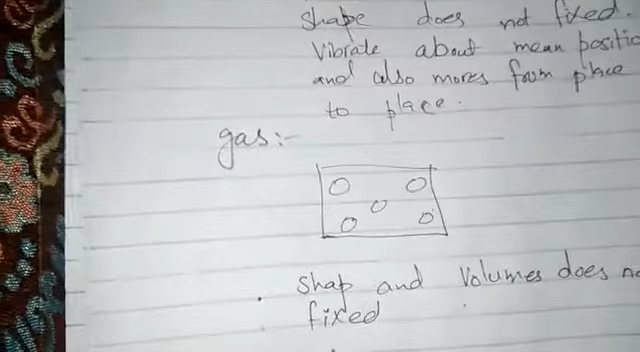 shape does not fixed.
Vibrate about mean positio
and also moves from place
to place.
gas:-
shap and Volumes does no
fixed